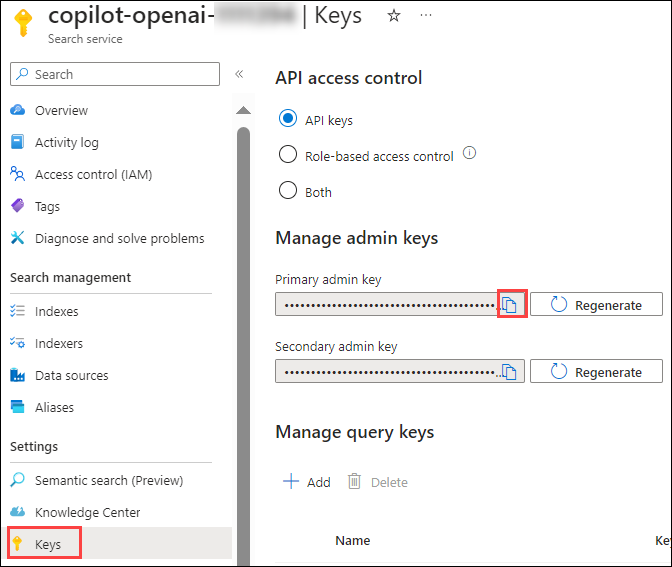 copilot-openai- | Keys
Search service
Search
Overview
Activity log
Access control (IAM)
Tags
Diagnose and solve problems
Search management
Indexes
Indexers
Data sources
Aliases
Settings
Semantic search (Preview)
Knowledge Center
Keys
API access control
API keys
Role-based access control
Both
Manage admin keys
Primary admin key
Regenerate
Secondary admin key
Regenerate
Manage query keys
Add
Delete
Name